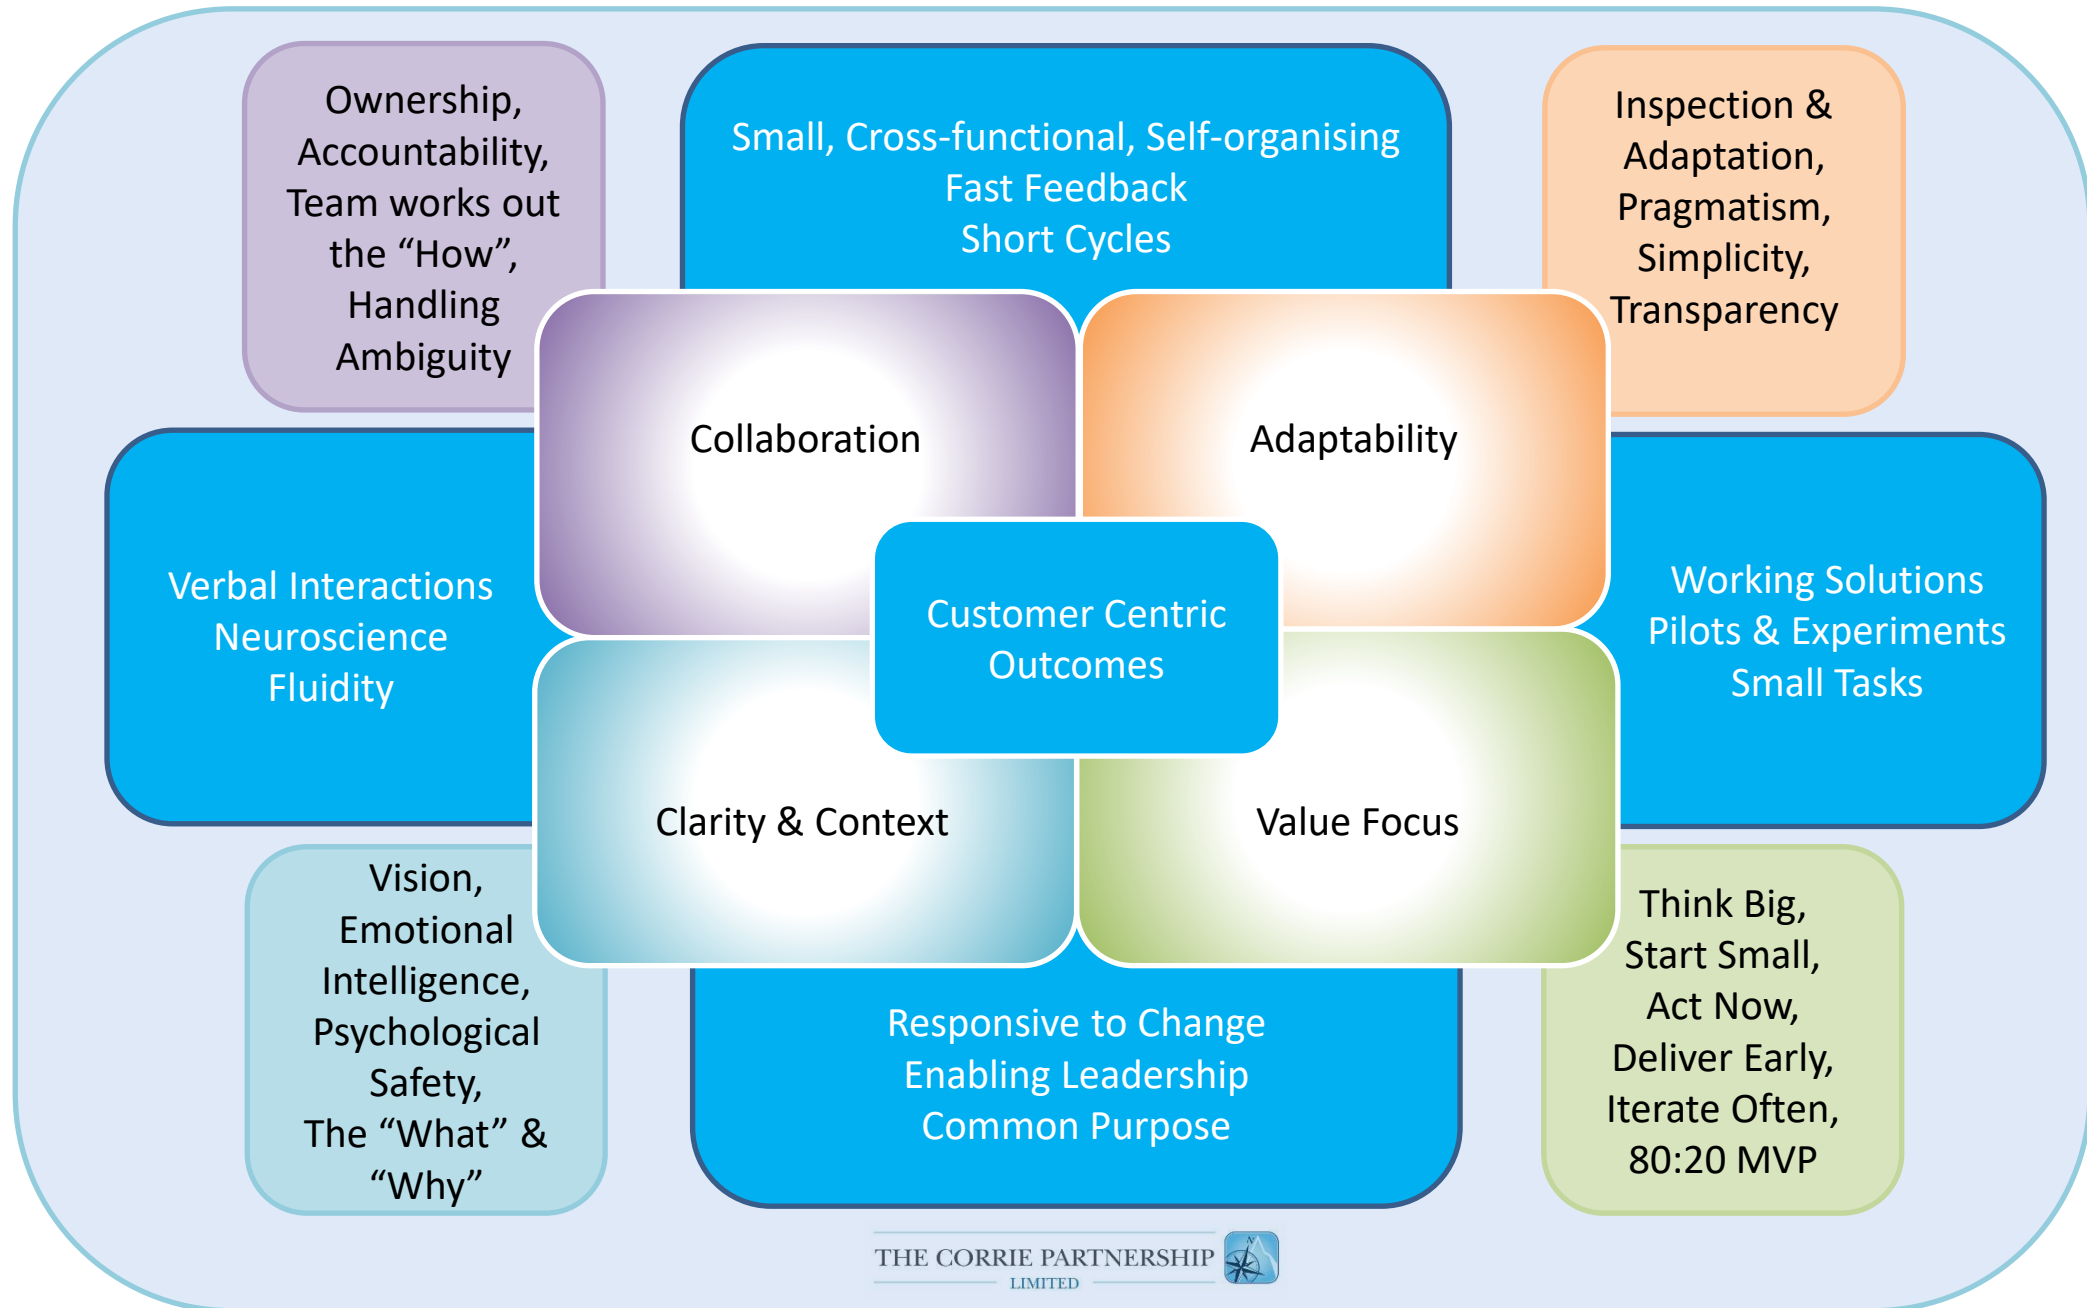 Ownership,
Accountability,
Team works out
the “How”,
Handling
Ambiguity
Small, Cross-functional, Self-organising
Fast Feedback
Short Cycles
Inspection &
Adaptation,
Pragmatism,
Simplicity,
Transparency
Collaboration
Adaptability
Verbal Interactions
Neuroscience
Fluidity
Customer Centric
Outcomes
Working Solutions
Pilots & Experiments
Small Tasks
Clarity & Context
Value Focus
Vision,
Emotional
Intelligence,
Psychological
Safety,
The “What” &
“Why”
Responsive to Change
Enabling Leadership
Common Purpose
Think Big,
Start Small,
Act Now,
Deliver Early,
Iterate Often,
80:20 MVP
THE CORRIE PARTNERSHIP
LIMITED
N